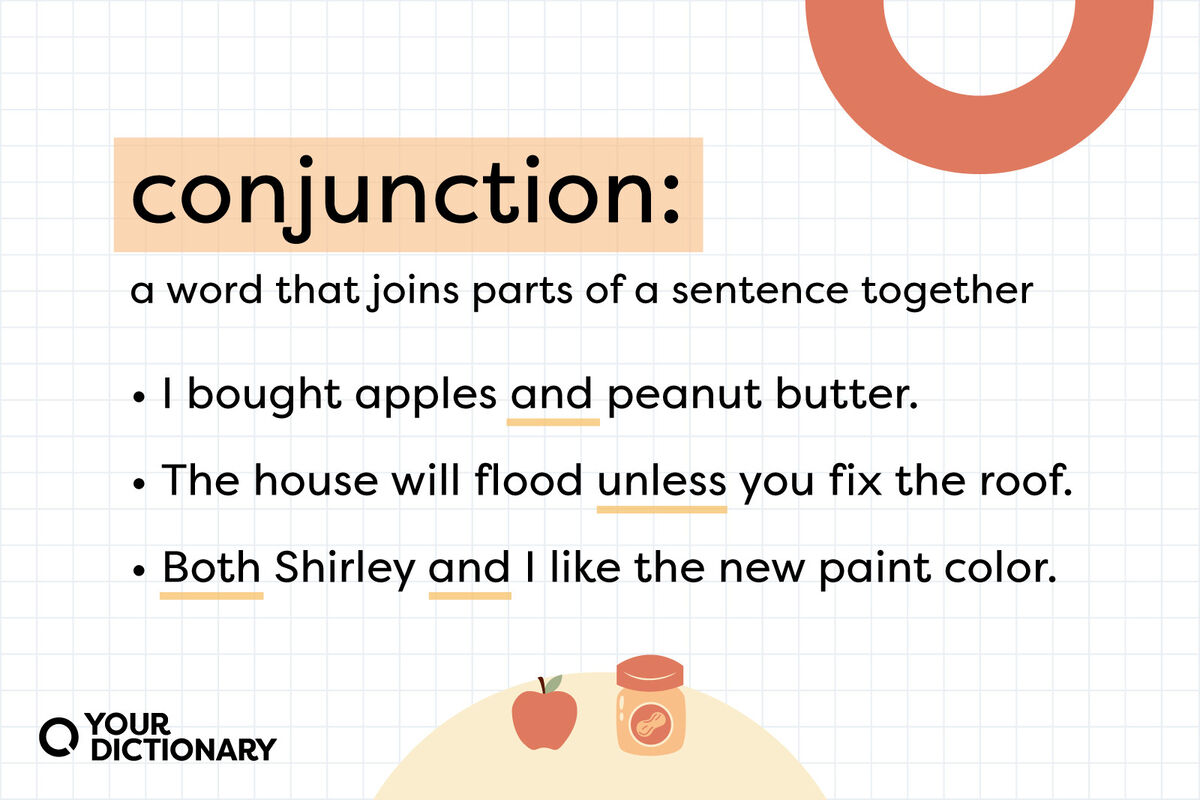 conjunction:
a word that joins parts of a sentence together
• I bought apples and peanut butter.
• The house will flood unless you fix the roof.
• Both Shirley and I like the new paint color.
YOUR
DICTIONARY